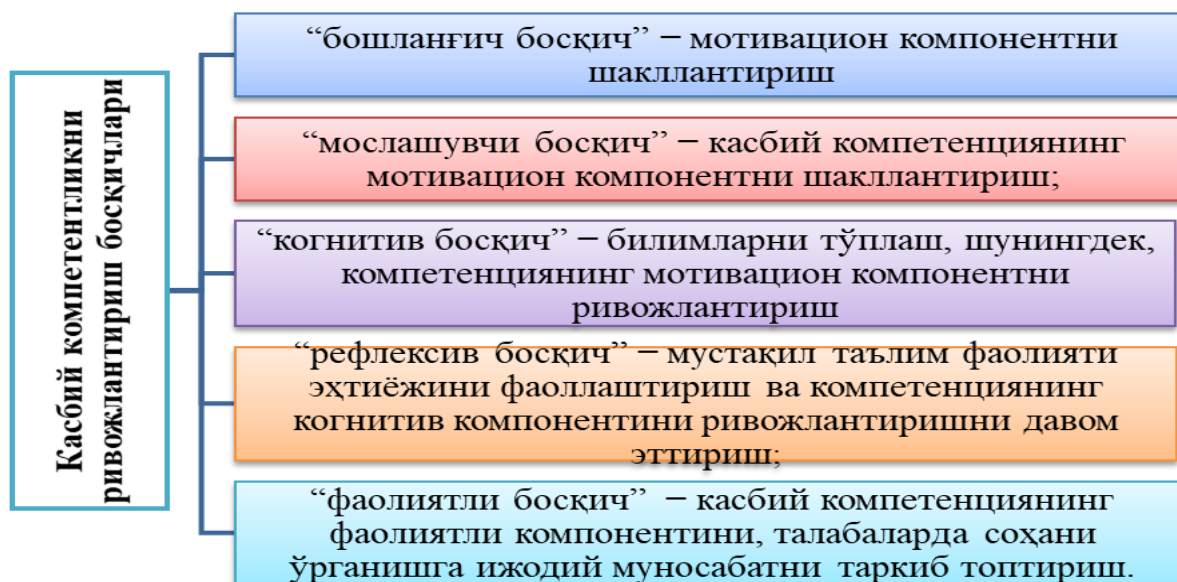 Касбий компетентликни
ривожлантириш босқичлари
“бошланғич босқич” – мотивацион компонентни
шакллантириш
“мослашувчи босқич” – касбий компетенциянинг
мотивацион компонентни шакллантириш;
“когнитив босқич” – билимларни тўплаш, шунингдек,
компетенциянинг мотивацион компонентни
ривожлантириш
“рефлексив босқич” – мустақил таълим фаолияти
эҳтиёжини фаоллаштириш ва компетенциянинг
когнитив компонентини ривожлантиришни давом
эттириш;
“фаолиятли босқич” – касбий компетенциянинг
фаолиятли компонентини, талабаларда соҳани
ўрганишга ижодий муносабатни таркиб топтириш.